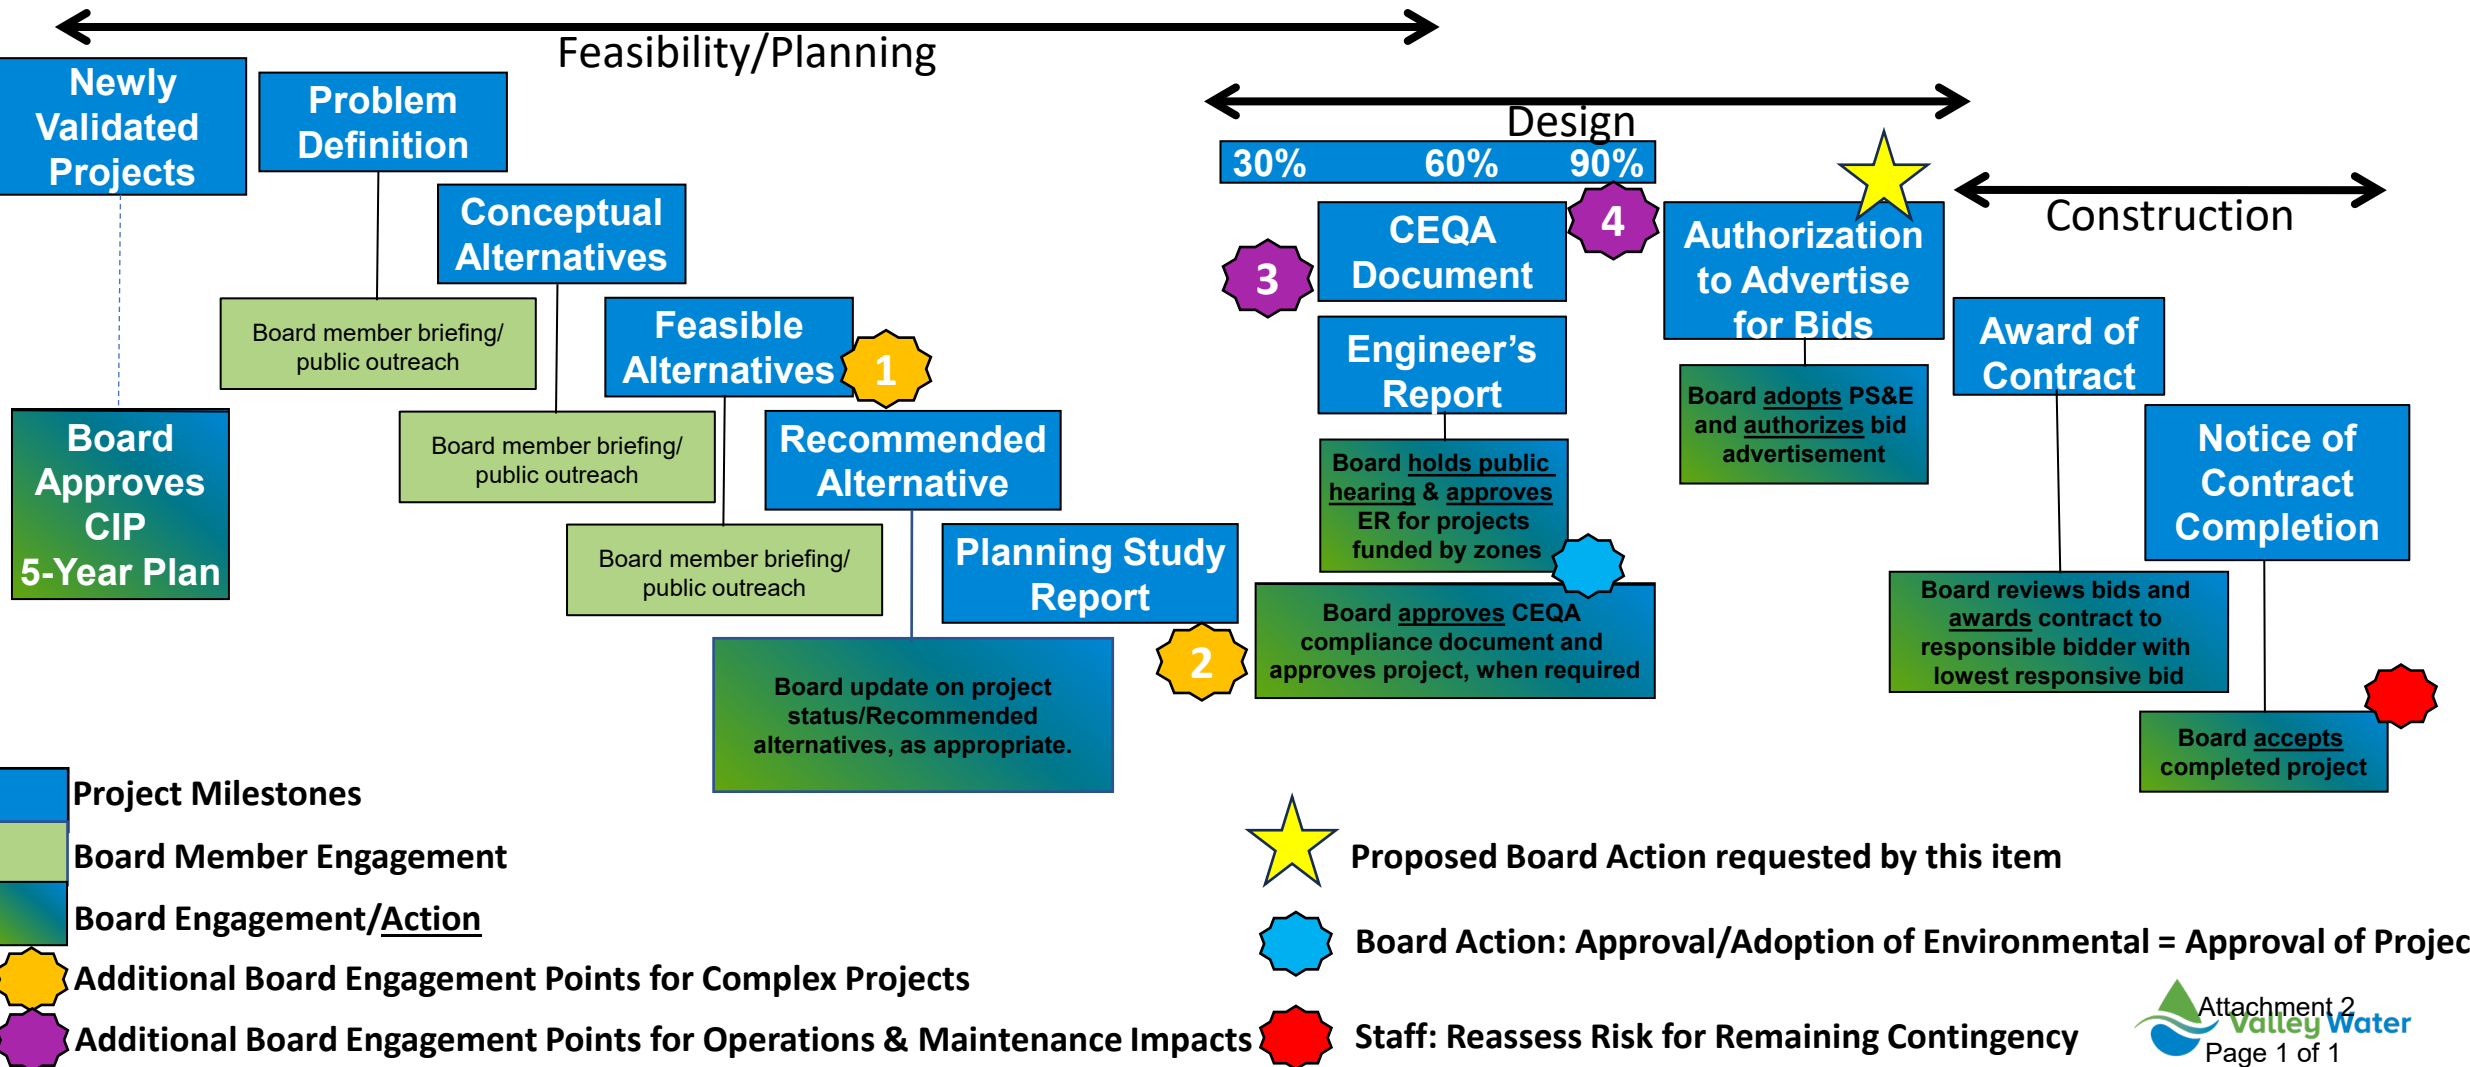 Feasibility/Planning
Newly
Validated
Projects
Problem
Definition
Design
30% 60% 90%
Conceptual
Alternatives
CEQA
Document
4
Authorization
to Advertise
for Bids
Construction
3
Board member briefing/
public outreach
Feasible
Alternatives
1
Engineer's
Report
Award of
Contract
Board adopts PS&E
and authorizes bid
advertisement
Board
Approves
CIP
5-Year Plan
Board member briefing/
public outreach
Recommended
Alternative
Board holds public
hearing & approves
ER for projects
funded by zones
Notice of
Contract
Completion
Board member briefing/
public outreach
Planning Study
Report
2
Board approves CEQA
compliance document and
approves project, when required
Board reviews bids and
awards contract to
responsible bidder with
lowest responsive bid
Board update on project
status/Recommended
alternatives, as appropriate.
Board accepts
completed project
Project Milestones
Board Member Engagement
Board Engagement/Action
Additional Board Engagement Points for Complex Projects
Additional Board Engagement Points for Operations & Maintenance Impacts
Proposed Board Action requested by this item
Board Action: Approval/Adoption of Environmental = Approval of Projec
Staff: Reassess Risk for Remaining Contingency
Attachment 2
Valley Water
Page 1 of 1